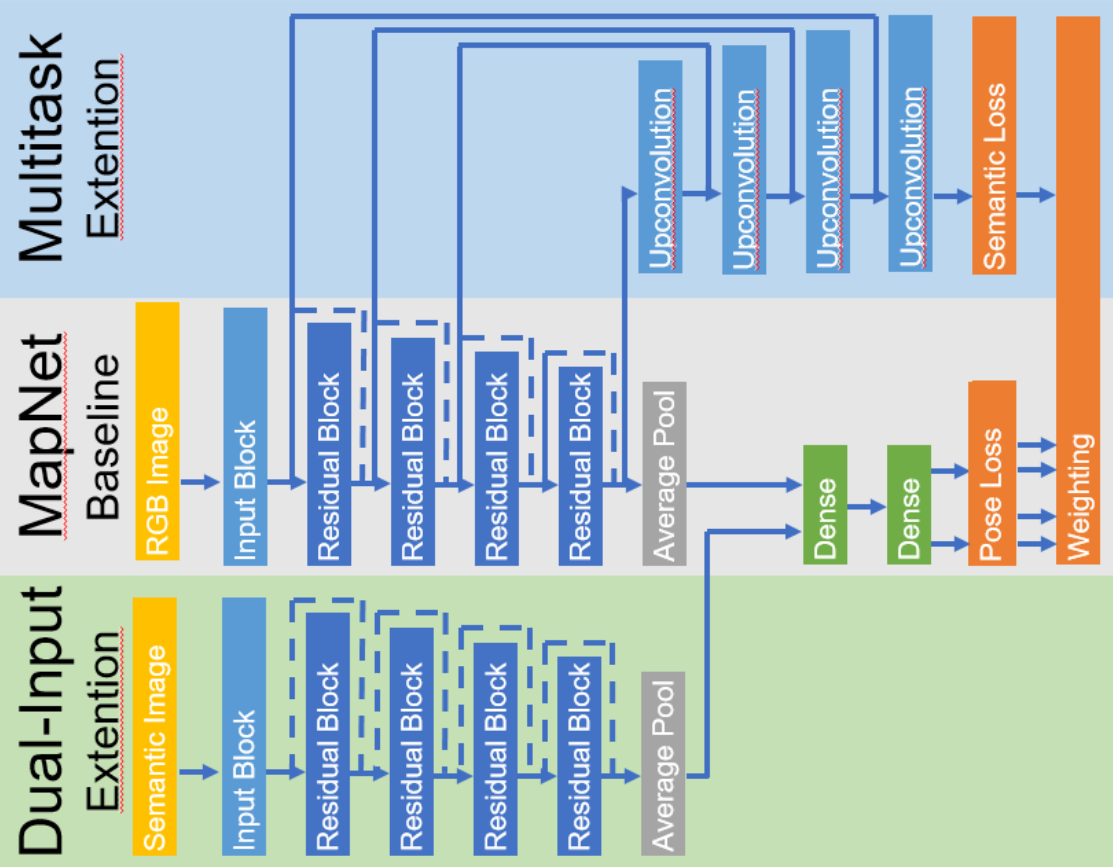 Multitask
Extention
Upconvolution
Upconvolution
Upconvolution
Upconvolution
Semantic Loss
MapNet
Baseline
RGB Image
Input Block
Residual Block
Residual Block
Residual Block
Residual Block
Average Pool
Dense
Dense
Pose Loss
Weighting
Dual-Input
Extention
Semantic Image
Input Block
Residual Block
Residual Block
Residual Block
Residual Block
Average Pool